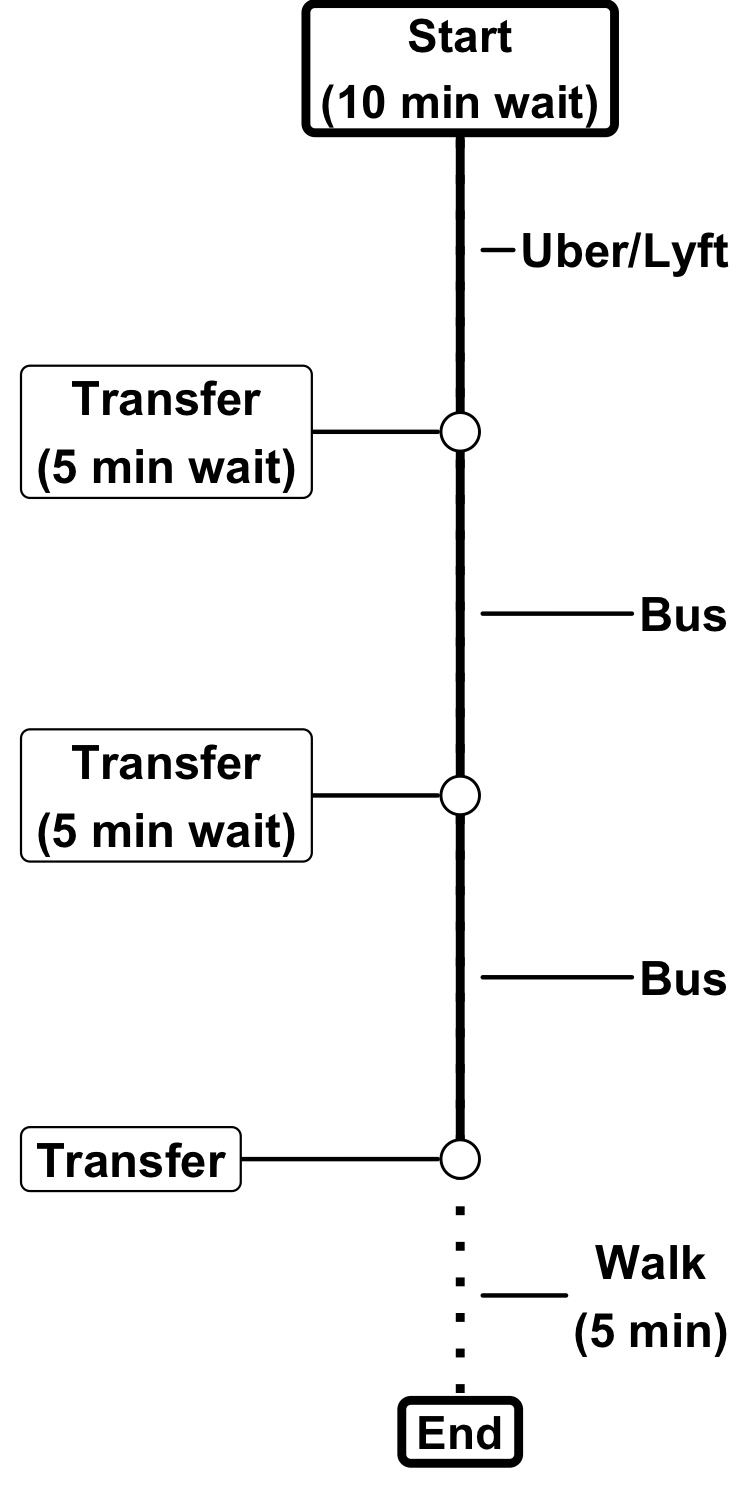 Start
(10 min wait)
Uber/Lyft
Transfer
(5 min wait)
Bus
Transfer
(5 min wait)
Bus
Transfer
Walk
(5 min)
End